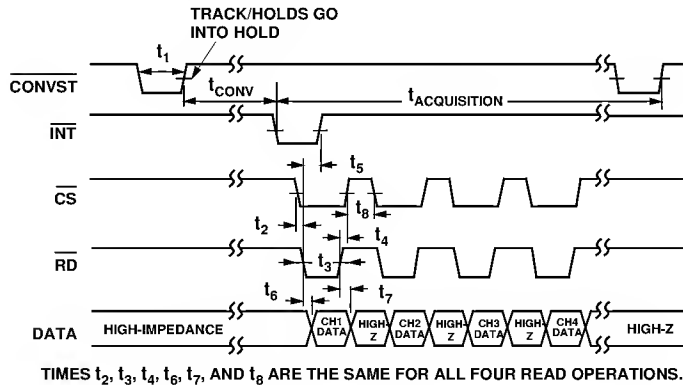 TRACK/HOLDS GO
INTO HOLD
t1
CONVST
tCONV
tACQUISITION
INT
t5
CS
t2
t8
t4
RD
t3
t6
t7
DATA
HIGH-IMPEDANCE
CH1 DATA
HIGH-Z
CH2 DATA
HIGH-Z
CH3 DATA
HIGH-Z
CH4 DATA
HIGH-Z
TIMES t2, t3, t4, t6, t7, AND t8 ARE THE SAME FOR ALL FOUR READ OPERATIONS.